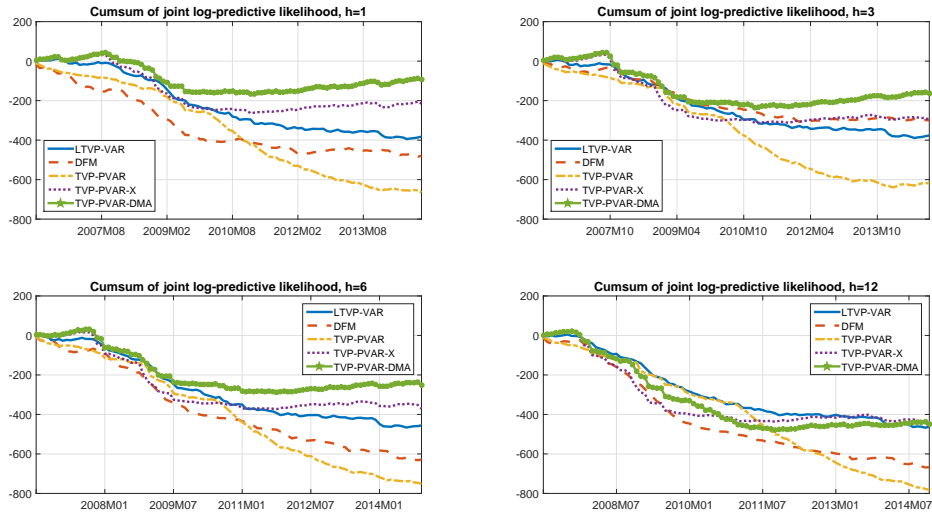 Cumsum of joint log-predictive likelihood, h=1
200
0
-200
-400
-600
-800
LTVP-VAR
DFM
TVP-PVAR
TVP-PVAR-X
TVP-PVAR-DMA
2007M08 2009M02 2010M08 2012M02 2013M08
Cumsum of joint log-predictive likelihood, h=3
200
0
-200
-400
-600
-800
LTVP-VAR
DFM
TVP-PVAR
TVP-PVAR-X
TVP-PVAR-DMA
2007M10 2009M04 2010M10 2012M04 2013M10
Cumsum of joint log-predictive likelihood, h=6
200
0
-200
-400
-600
-800
LTVP-VAR
DFM
TVP-PVAR
TVP-PVAR-X
TVP-PVAR-DMA
2008M01 2009M07 2011M01 2012M07 2014M01
Cumsum of joint log-predictive likelihood, h=12
200
0
-200
-400
-600
-800
LTVP-VAR
DFM
TVP-PVAR
TVP-PVAR-X
TVP-PVAR-DMA
2008M07 2010M01 2011M07 2013M01 2014M07